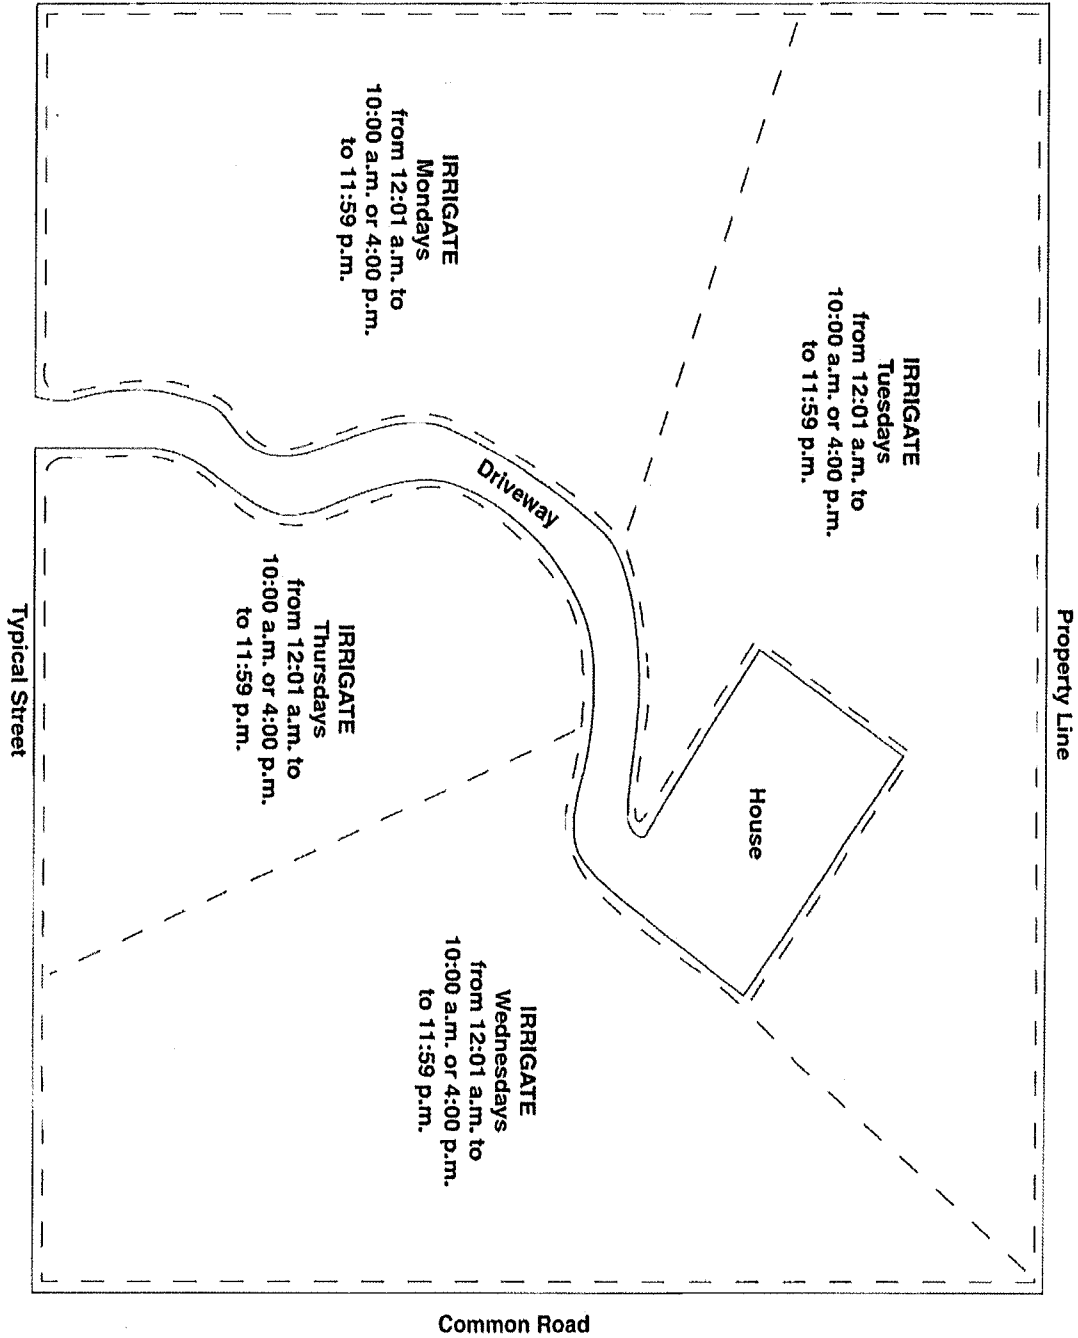 IRRIGATE
Mondays
from 12:01 a.m. to
10:00 a.m. or 4:00 p.m.
to 11:59 p.m.
IRRIGATE
Tuesdays
from 12:01 a.m. to
10:00 a.m. or 4:00 p.m.
to 11:59 p.m.
Driveway
IRRIGATE
Thursdays
from 12:01 a.m. to
10:00 a.m. or 4:00 p.m.
to 11:59 p.m.
House
IRRIGATE
Wednesdays
from 12:01 a.m. to
10:00 a.m. or 4:00 p.m.
to 11:59 p.m.
Property Line
Typical Street
Common Road